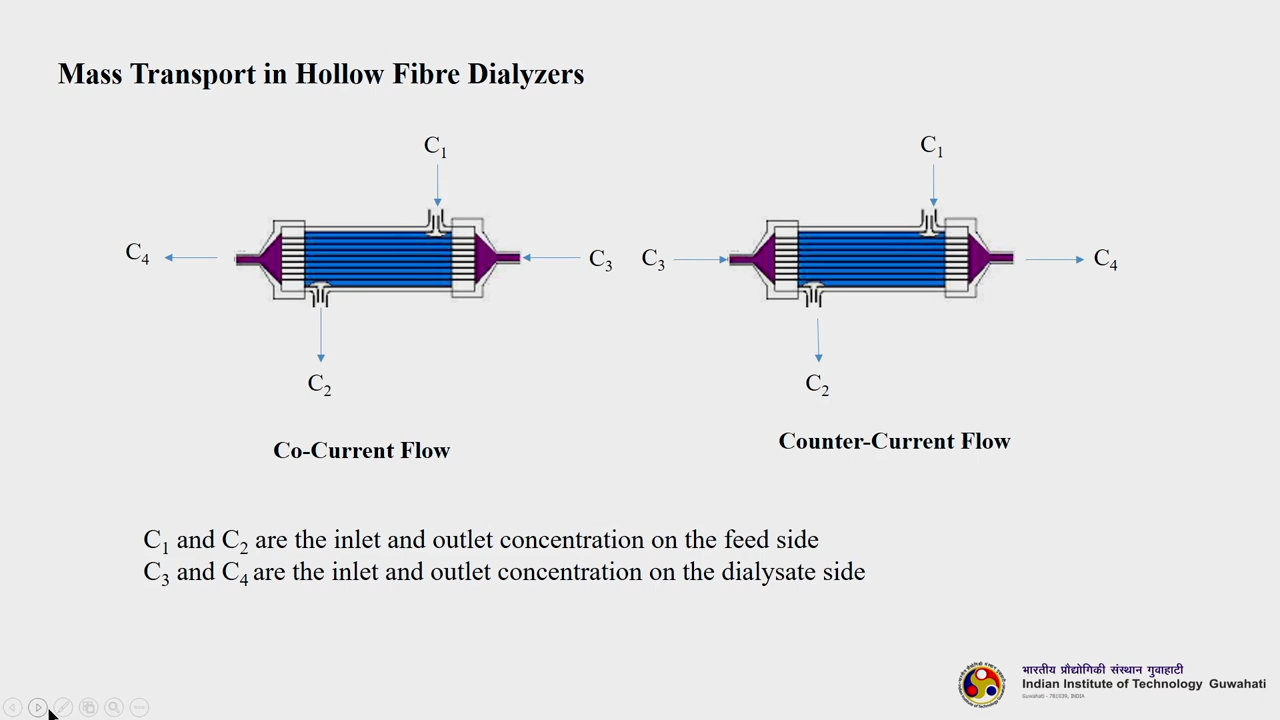 Mass Transport in Hollow Fibre Dialyzers
C₁
C₁
C₄
C₃
C₃
C₄
C₂
C₂
Co-Current Flow
Counter-Current Flow
C₁ and C₂ are the inlet and outlet concentration on the feed side
C₃ and C₄ are the inlet and outlet concentration on the dialysate side
भारतीय प्रौद्योगिकी संस्थान गुवाहाटी
Indian Institute of Technology Guwahati
Guwahati - 781039, INDIA